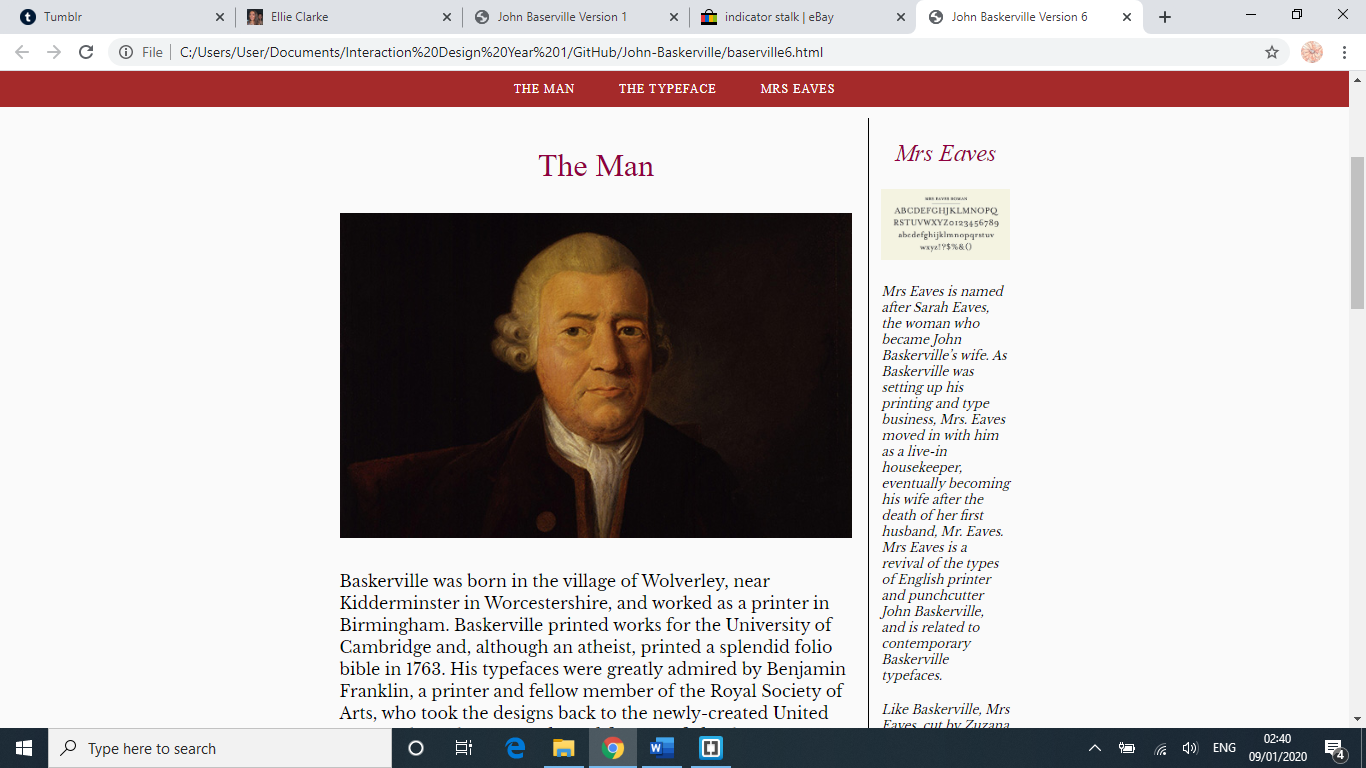 Tumblr
Ellie Clarke
John Baserville Version 1
indicator stalk | eBay
John Baskerville Version 6
File
C:/Users/User/Documents/Interaction%20Design%20Year%201/GitHub/John-Baskerville/baserville6.html
THE MAN THE TYPEFACE MRS EAVES
The Man
Baskerville was born in the village of Wolverley, near
Kidderminster in Worcestershire, and worked as a printer in
Birmingham. Baskerville printed works for the University of
Cambridge and, although an atheist, printed a splendid folio
bible in 1763. His typefaces were greatly admired by Benjamin
Franklin, a printer and fellow member of the Royal Society of
Arts, who took the designs back to the newly-created United
Mrs Eaves
MRS EAVES ROMAN
ABCDEFGHIJKLMNOPQ
RSTUVWXYZ0123456789
abcdefghijklmnopqrstuv
wxyz!?$%&()
Mrs Eaves is named
after Sarah Eaves,
the woman who
became John
Baskerville's wife. As
Baskerville was
setting up his
printing and type
business, Mrs. Eaves
moved in with him
as a live-in
housekeeper,
eventually becoming
his wife after the
death of her first
husband, Mr. Eaves.
Mrs Eaves is a
revival of the types
of English printer
and punchcutter
John Baskerville,
and is related to
contemporary
Baskerville
typefaces.
Like Baskerville, Mrs
Eaves, cut by Zuzana
Type here to search
ENG
02:40
09/01/2020
4